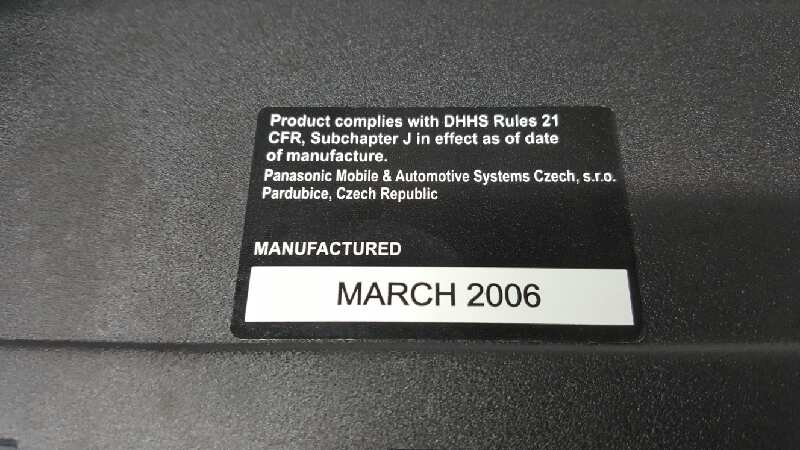 Product complies with DHHS Rules 21
CFR, Subchapter J in effect as of date
of manufacture.
Panasonic Mobile & Automotive Systems Czech, s.r.o.
Pardubice, Czech Republic
MANUFACTURED
MARCH 2006